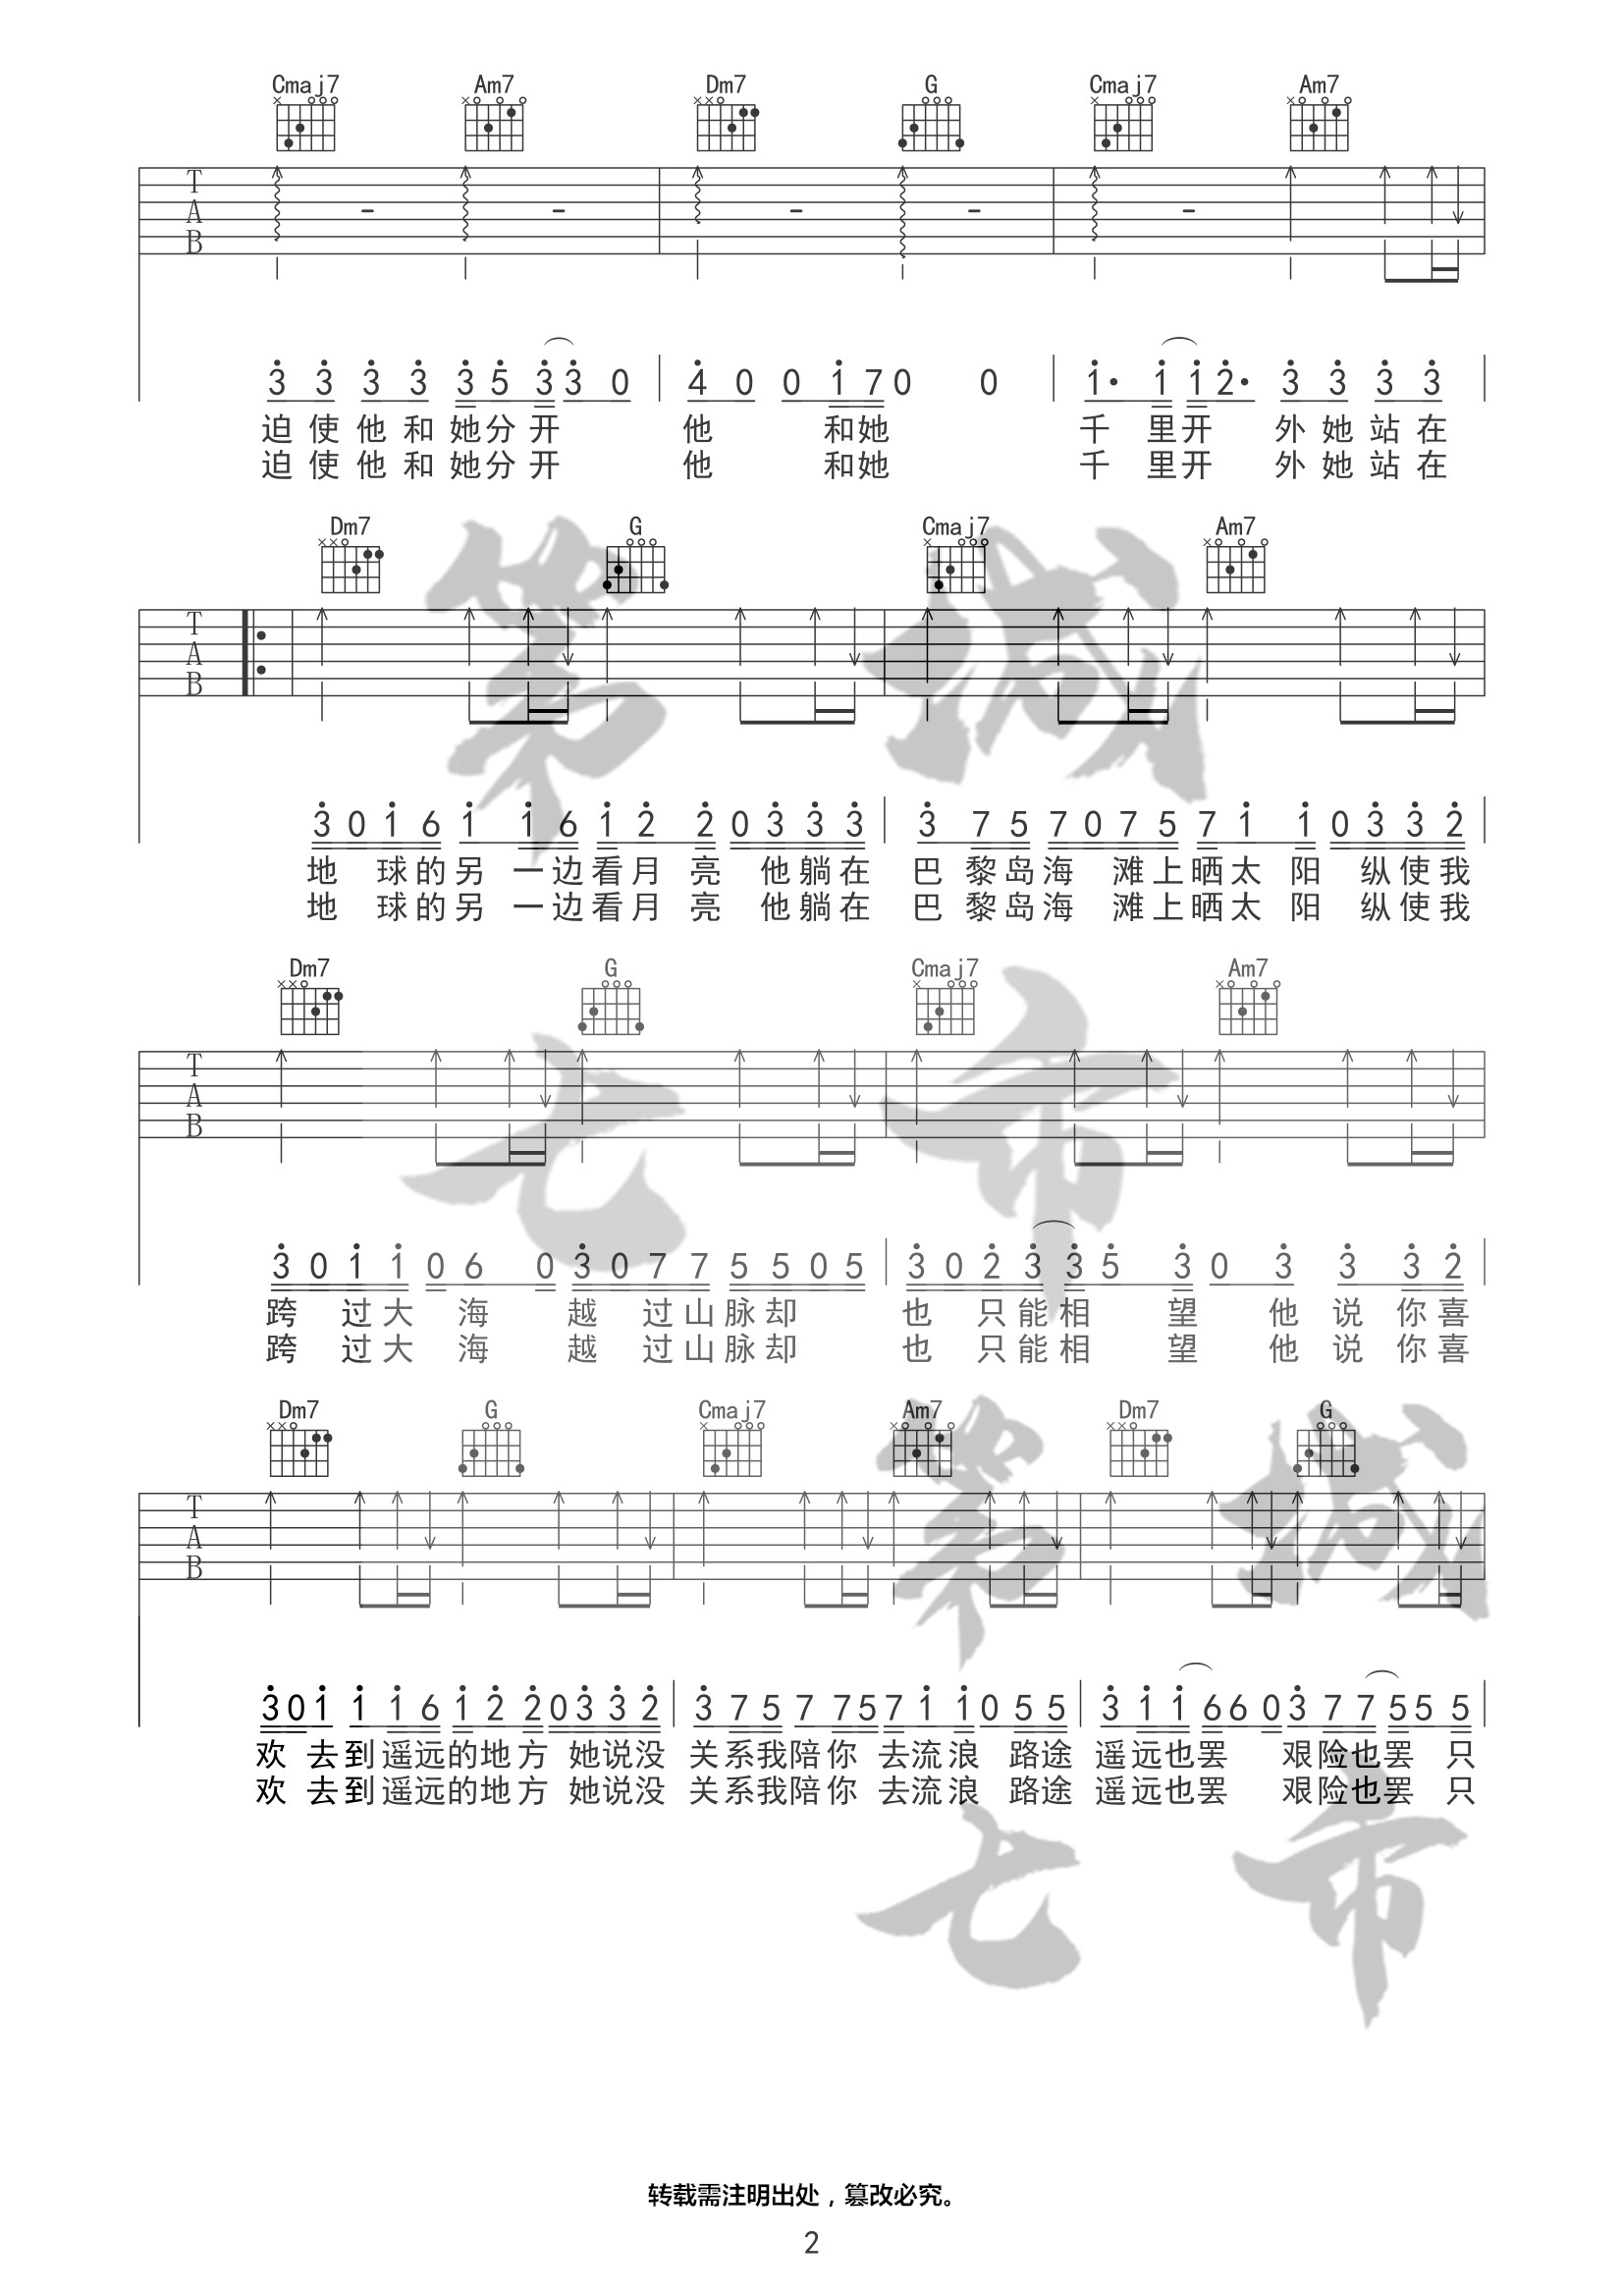 Cmaj7 Am7 Dm7 G Cmaj7 Am7
T
A
B
3 3 3 3 3 5 3 3 0 4 0 0 1 7 0 0 1· 1 1 2· 3 3 3 3
迫使他和她分开 他 和她 千里开 外她站在
迫使他和她分开 他 和她 千里开 外她站在
Dm7 G Cmaj7 Am7
T
A
B
3 0 1 6 1 1 6 1 2 2 0 3 3 3 3 7 5 7 0 7 5 7 1 1 0 3 3 2
地 球的另一边看月亮 他躺在 巴黎岛海 滩上晒太阳 纵使我
地 球的另一边看月亮 他躺在 巴黎岛海 滩上晒太阳 纵使我
Dm7 G Cmaj7 Am7
T
A
B
3 0 1 1 0 6 0 3 0 7 7 5 5 0 5 3 0 2 3 3 5 3 0 3 3 3 2
跨 过大 海 越 过山脉却 也 只能相 望 他说你喜
跨 过大 海 越 过山脉却 也 只能相 望 他说你喜
Dm7 G Cmaj7 Am7 Dm7 G
T
A
B
3 0 1 1 1 6 1 2 2 0 3 3 2 3 7 5 7 7 5 7 1 1 0 5 5 3 1 1 6 6 0 3 7 7 5 5 5
欢 去到遥远的地方 她说没 关系我陪你 去流浪 路途 遥远也罢 艰险也罢 只
欢 去到遥远的地方 她说没 关系我陪你 去流浪 路途 遥远也罢 艰险也罢 只
第 城
七 市
第 城
七 市
转载需注明出处，篡改必究。
2